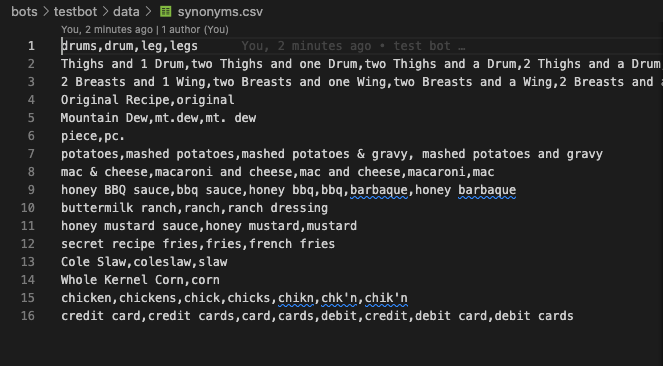 bots > testbot > data > synonyms.csv
You, 2 minutes ago | 1 author (You)
1 drums,drum,leg,legs You, 2 minutes ago • test bot …
2 Thighs and 1 Drum,two Thighs and one Drum,two Thighs and a Drum,2 Thighs and a Drum
3 2 Breasts and 1 Wing,two Breasts and one Wing,two Breasts and a Wing,2 Breasts and a
4 Original Recipe,original
5 Mountain Dew,mt.dew,mt. dew
6 piece,pc.
7 potatoes,mashed potatoes,mashed potatoes & gravy, mashed potatoes and gravy
8 mac & cheese,macaroni and cheese,mac and cheese,macaroni,mac
9 honey BBQ sauce,bbq sauce,honey bbq,bbq,barbaque,honey barbaque
10 buttermilk ranch,ranch,ranch dressing
11 honey mustard sauce,honey mustard,mustard
12 secret recipe fries,fries,french fries
13 Cole Slaw,coleslaw,slaw
14 Whole Kernel Corn,corn
15 chicken,chickens,chick,chicks,chikn,chk'n,chik'n
16 credit card,credit cards,card,cards,debit,credit,debit card,debit cards